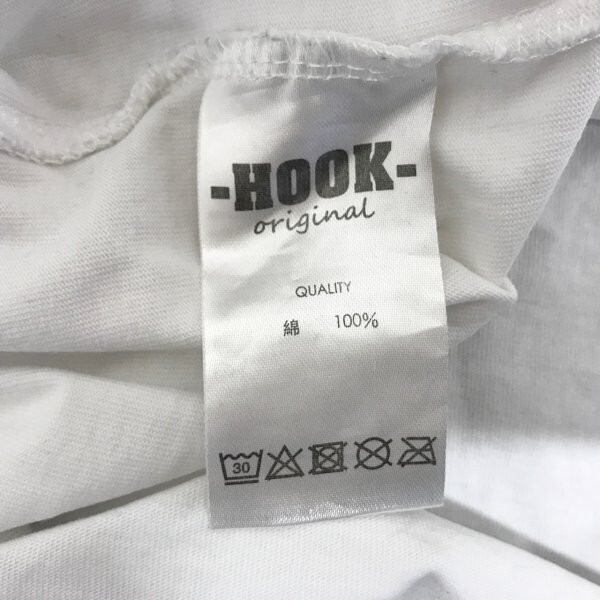 -HOOK-
original
QUALITY
綿 100%
30